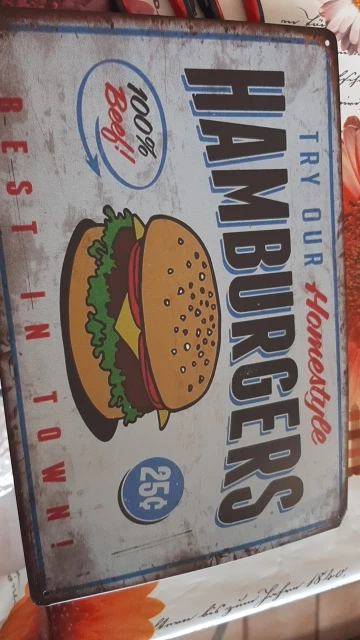 TRY OUR Homestyle
HAMBURGERS
100%
Beef!!
25¢
BEST IN TOWN!